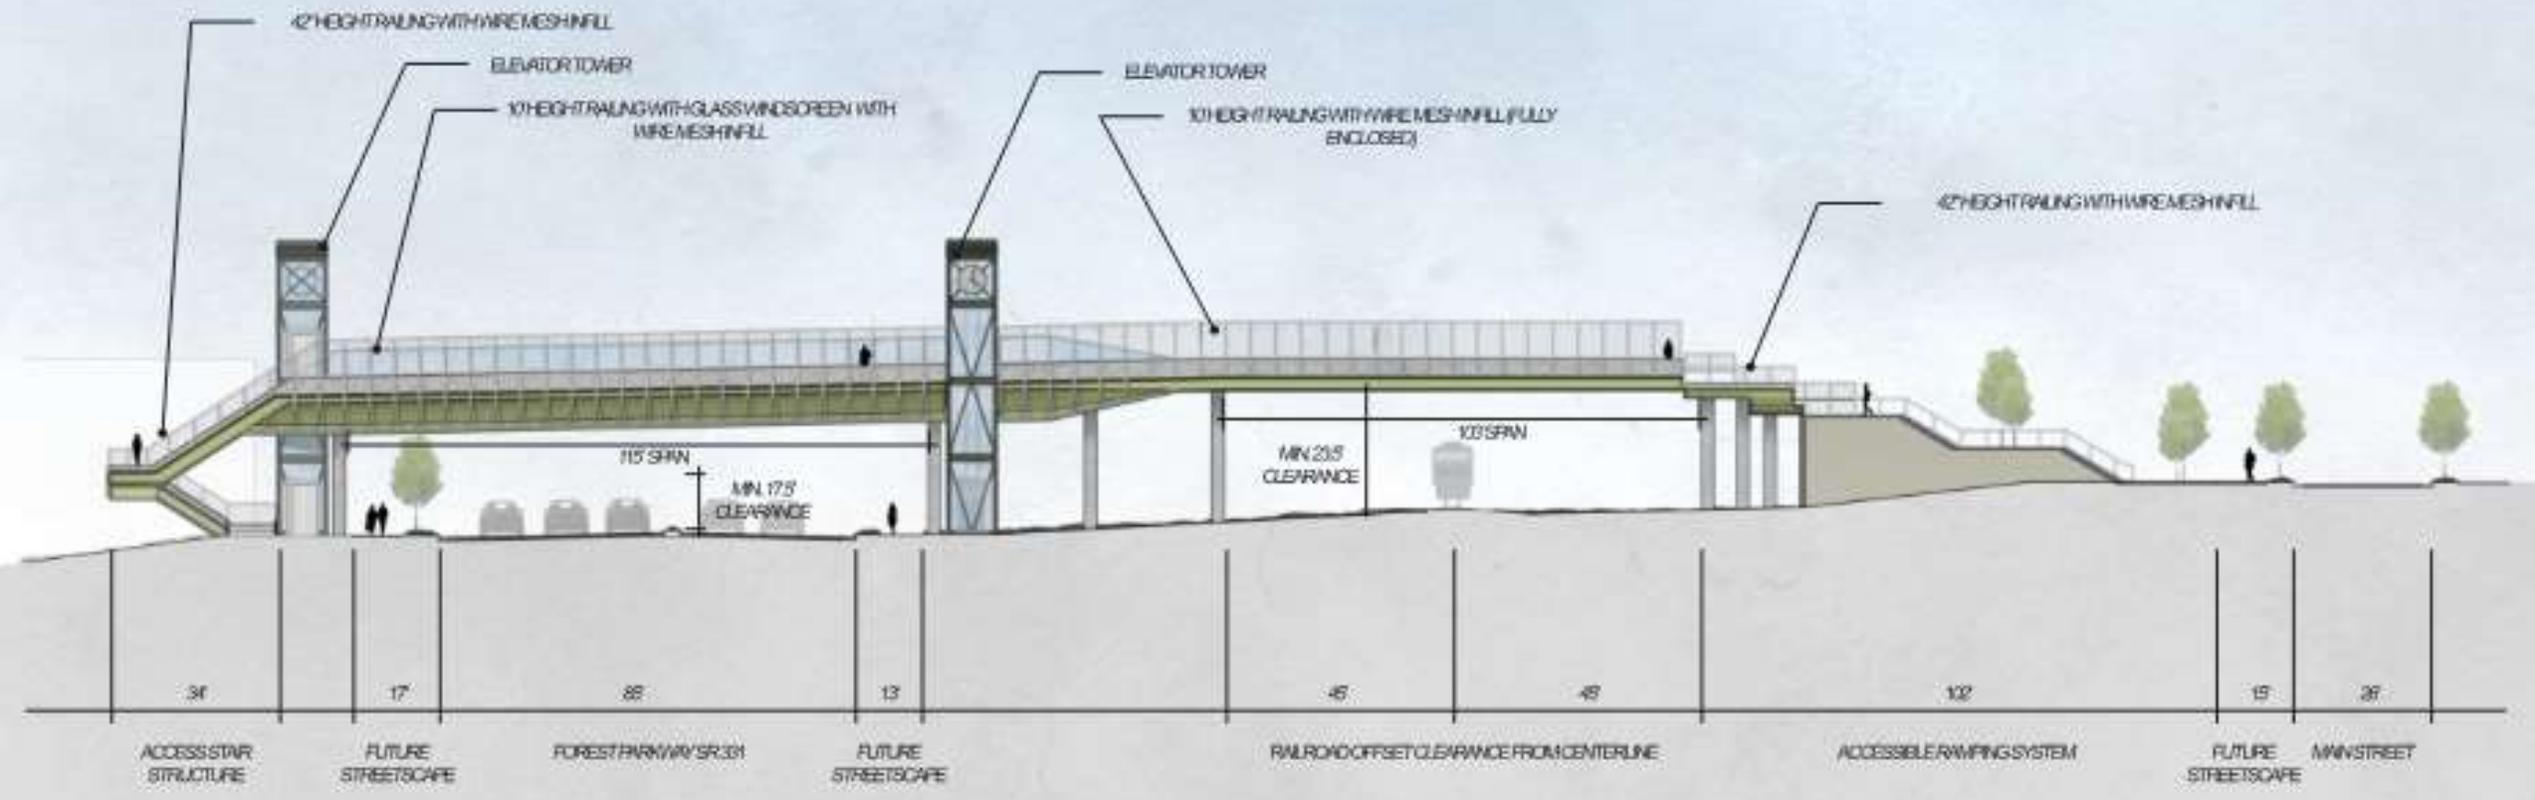 42" HEIGHT RAILING WITH WIRE MESH INFILL
ELEVATOR TOWER
10' HEIGHT RAILING WITH GLASS WINDSCREEN WITH
WIRE MESH INFILL
ELEVATOR TOWER
10' HEIGHT RAILING WITH WIRE MESH INFILL (FULLY
ENCLOSED)
42" HEIGHT RAILING WITH WIRE MESH INFILL
115' SPAN
MIN. 17.5'
CLEARANCE
103' SPAN
MIN. 23.5'
CLEARANCE
34'
17'
13'
102'
15'
ACCESS STAIR
STRUCTURE
FUTURE
STREETSCAPE
FOREST PARKWAY SR 331
FUTURE
STREETSCAPE
RAILROAD OFFSET CLEARANCE FROM CENTERLINE
ACCESSIBLE RAMPING SYSTEM
FUTURE
STREETSCAPE
MAIN STREET